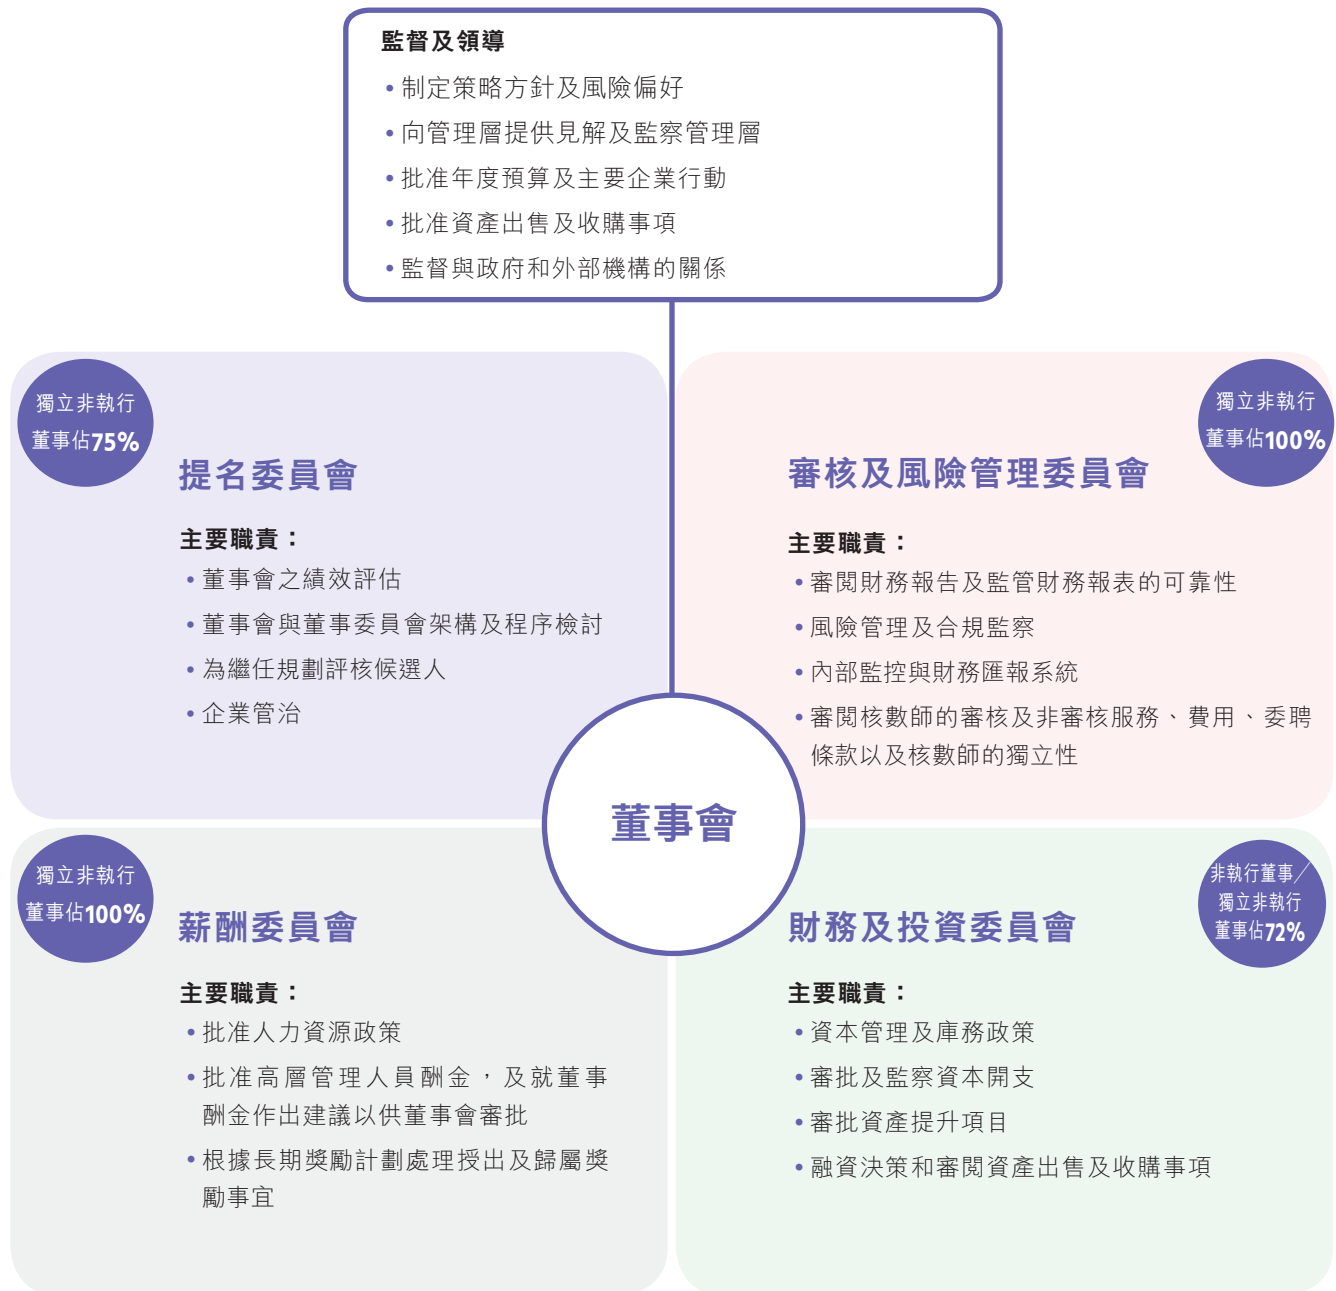 監督及領導
•制定策略方針及風險偏好
•向管理層提供見解及監察管理層
•批准年度預算及主要企業行動
•批准資產出售及收購事項
•監督與政府和外部機構的關係
獨立非執行
董事佔75%
提名委員會
主要職責：
•董事會之績效評估
•董事會與董事委員會架構及程序檢討
•為繼任規劃評核候選人
•企業管治
獨立非執行
董事佔100%
審核及風險管理委員會
主要職責：
•審閱財務報告及監管財務報表的可靠性
•風險管理及合規監察
•內部監控與財務匯報系統
•審閱核數師的審核及非審核服務、費用、委聘
條款以及核數師的獨立性
董事會
獨立非執行
董事佔100%
薪酬委員會
主要職責：
•批准人力資源政策
•批准高層管理人員酬金，及就董事
酬金作出建議以供董事會審批
•根據長期獎勵計劃處理授出及歸屬獎
勵事宜
非執行董事╱
獨立非執行
董事佔72%
財務及投資委員會
主要職責：
•資本管理及庫務政策
•審批及監察資本開支
•審批資產提升項目
•融資決策和審閱資產出售及收購事項